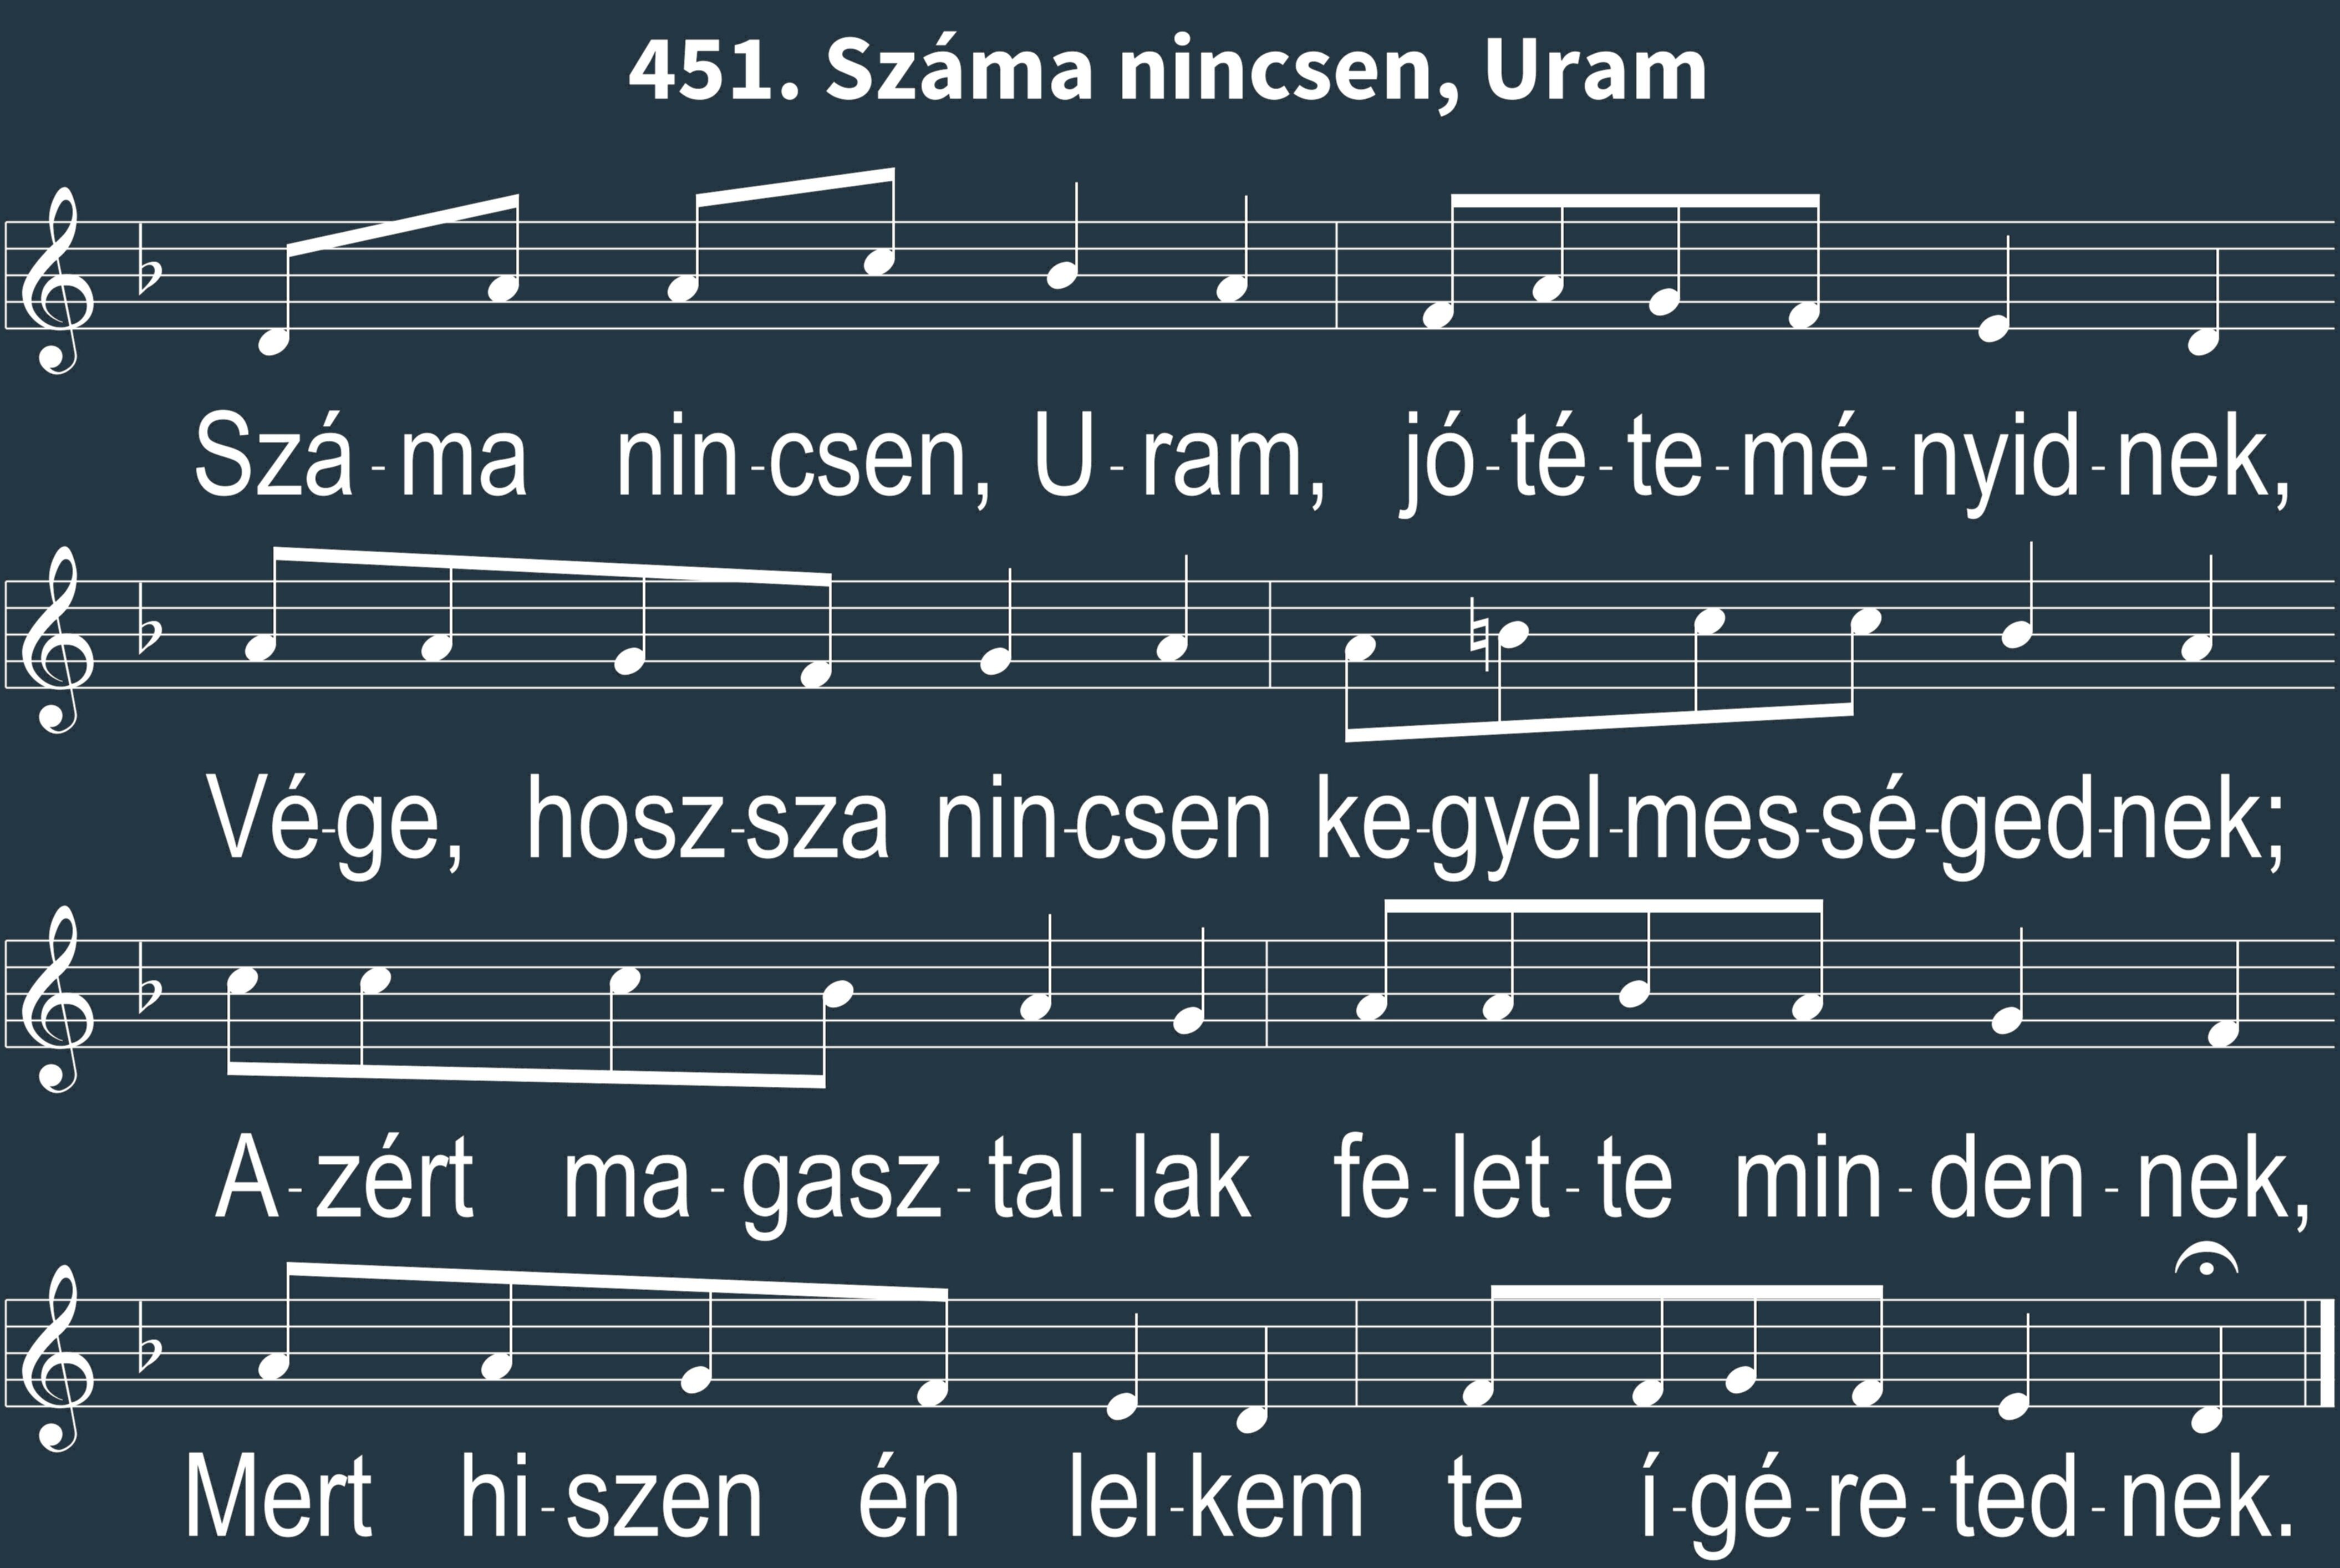 451. Száma nincsen, Uram
Szá-ma nin-csen, U-ram, jó-té-te-mé-nyid-nek,
Vé-ge, hosz-sza nin-csen ke-gyel-mes-sé-ged-nek;
A-zért ma-gasz-tal-lak fe-let-te min-den-nek,
Mert hi-szen én lel-kem te í-gé-re-ted-nek.